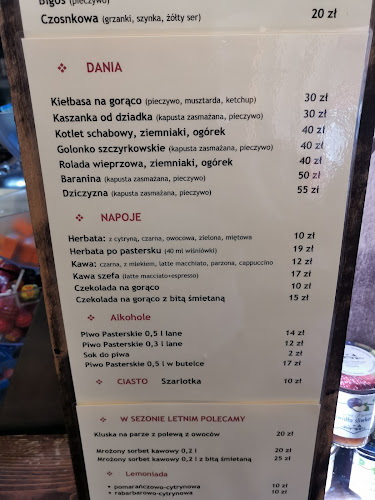 Bigos (pieczywo)
Czosnkowa (grzanki, szynka, żółty ser) 20 zł
❖ DANIA
Kiełbasa na gorąco (pieczywo, musztarda, ketchup) 30 zł
Kaszanka od dziadka (kapusta zasmażana, pieczywo) 30 zł
Kotlet schabowy, ziemniaki, ogórek 40 zł
Golonko szczyrkowskie (kapusta zasmażana, pieczywo) 40 zł
Rolada wieprzowa, ziemniaki, ogórek 40 zł
Baranina (kapusta zasmażana, pieczywo) 50 zł
Dziczyzna (kapusta zasmażana, pieczywo) 55 zł
❖ NAPOJE
Herbata: z cytryną, czarna, owocowa, zielona, miętowa 10 zł
Herbata po pastersku (40 ml wiśniówki) 19 zł
Kawa: czarna, z mlekiem, latte macchiato, parzona, cappuccino 12 zł
Kawa szefa (latte macciato+espresso) 17 zł
Czekolada na gorąco 10 zł
Czekolada na gorąco z bitą śmietaną 15 zł
❖ Alkohole
Piwo Pasterskie 0,5 l lane 14 zł
Piwo Pasterskie 0,3 l lane 12 zł
Sok do piwa 2 zł
Piwo Pasterskie 0,5 l w butelce 17 zł
❖ CIASTO Szarlotka 10 zł
❖ W SEZONIE LETNIM POLECAMY
Kluska na parze z polewą z owoców 20 zł
Mrożony sorbet kawowy 0,2 l 20 zł
Mrożony sorbet kawowy 0,2 l z bitą śmietaną 25 zł
❖ Lemoniada
• pomarańczowo-cytrynowa 10 zł
• rabarbarowo-cytrynowa 10 zł